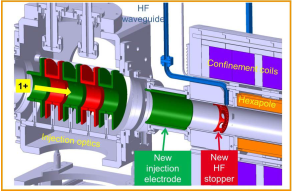 HF
waveguide
Confinement coils
1+
Hexapole
Injection optics
New
injection
electrode
New
HF
stopper